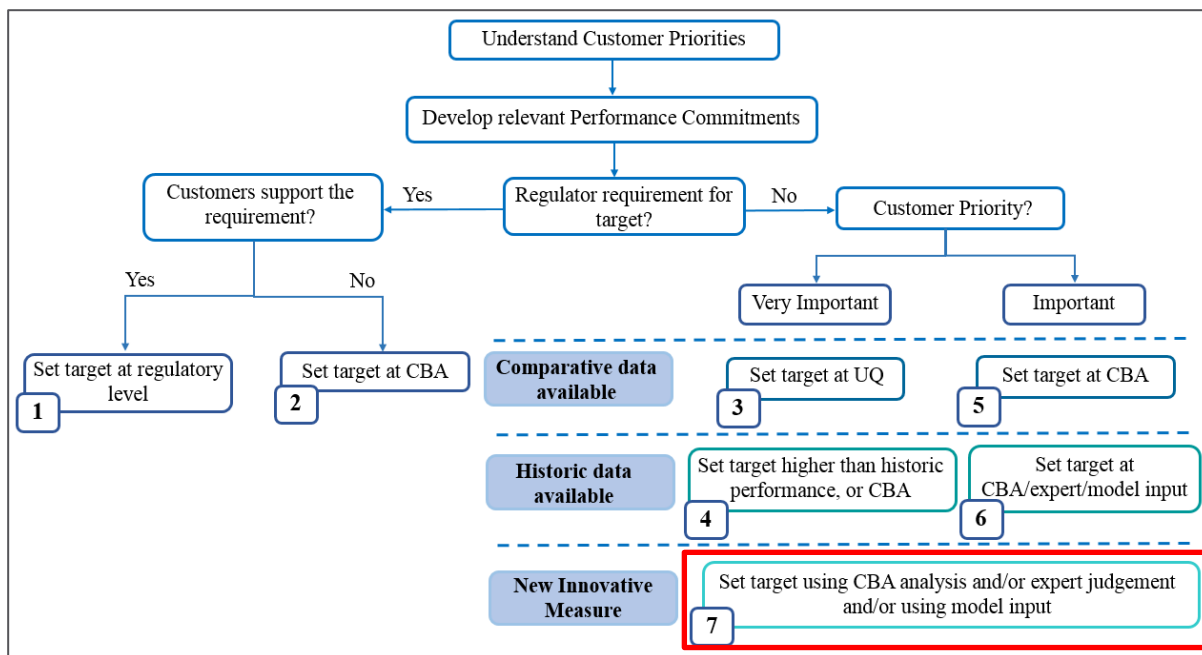 Understand Customer Priorities
Develop relevant Performance Commitments
Customers support the
requirement?
Yes
Regulator requirement for
target?
No
Customer Priority?
Yes
No
Very Important
Important
Set target at regulatory
level
1
Set target at CBA
2
Comparative data
available
Set target at UQ
3
Set target at CBA
5
Historic data
available
Set target higher than historic
performance, or CBA
4
Set target at
CBA/expert/model input
6
New Innovative
Measure
Set target using CBA analysis and/or expert judgement
and/or using model input
7